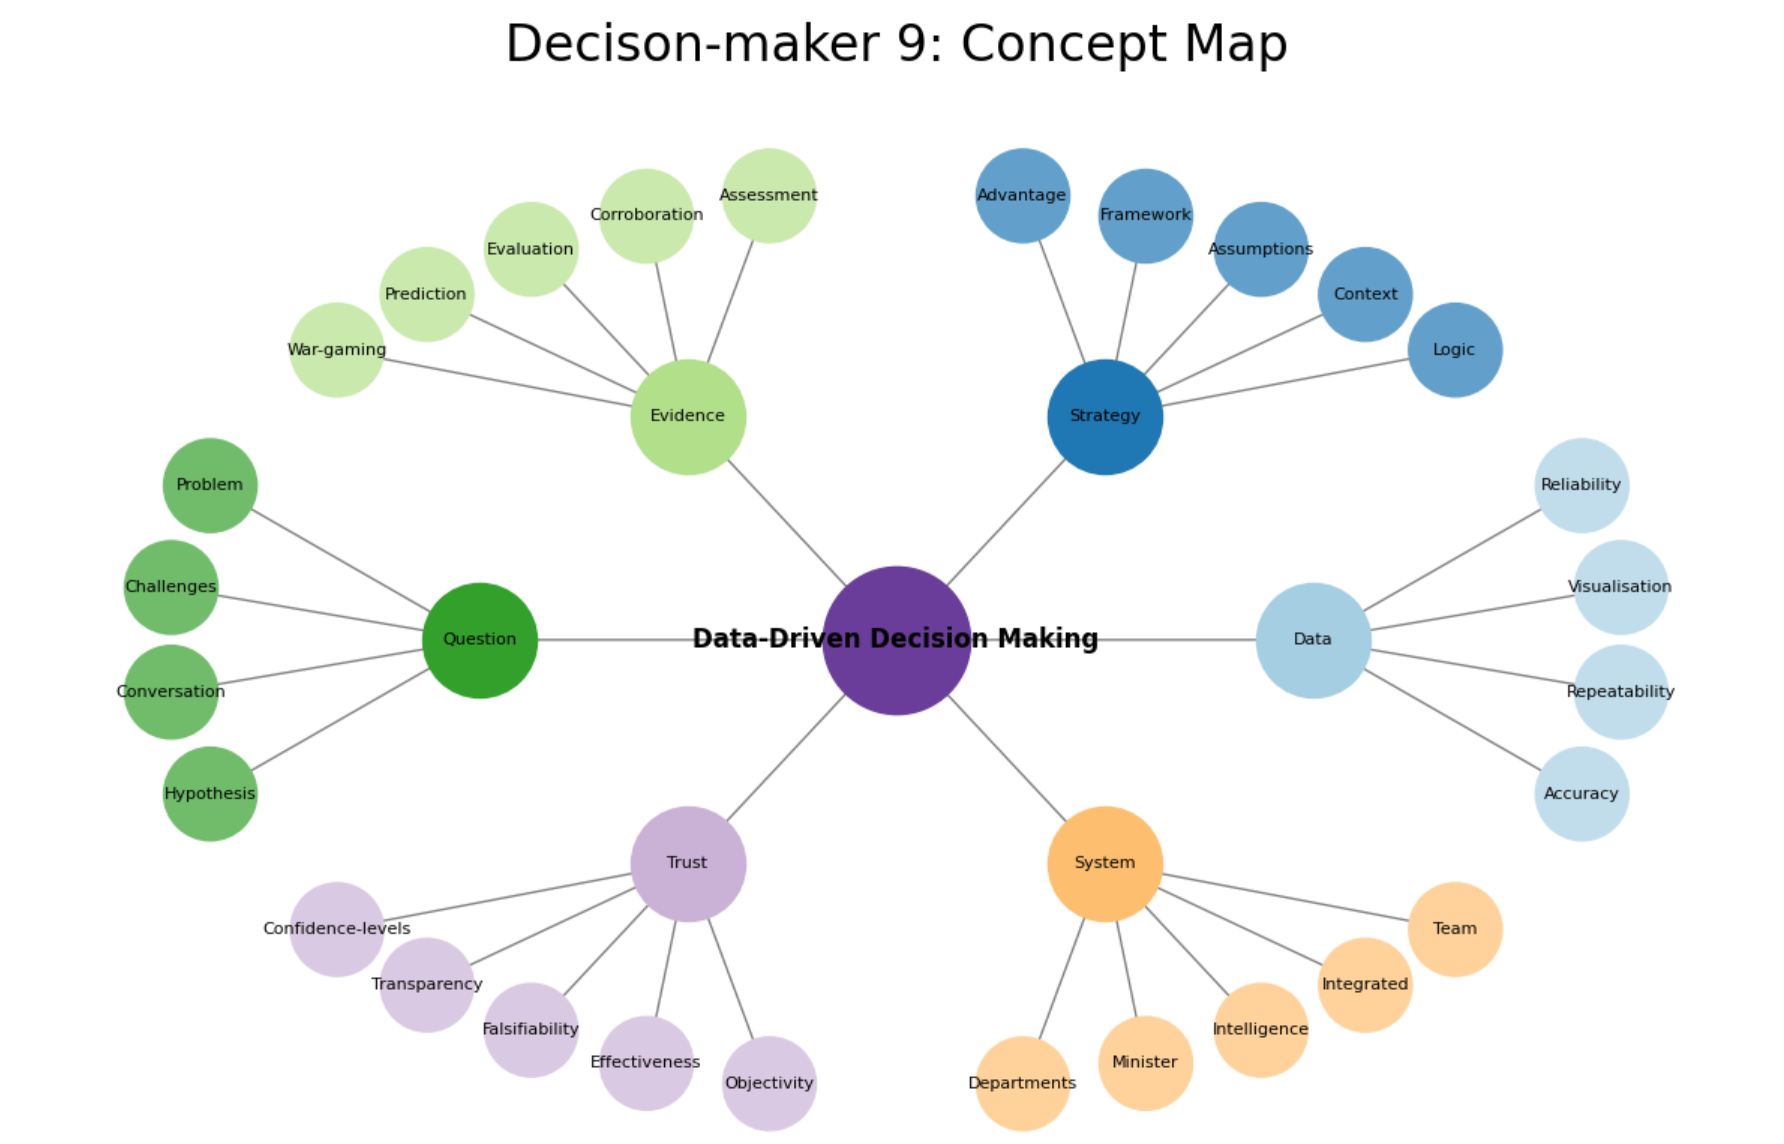 Decison-maker 9: Concept Map
Assessment
Corroboration
Evaluation
Prediction
War-gaming
Evidence
Advantage
Framework
Assumptions
Context
Logic
Strategy
Problem
Challenges
Conversation
Hypothesis
Question
Data-Driven Decision Making
Data
Reliability
Visualisation
Repeatability
Accuracy
Trust
Confidence-levels
Transparency
Falsifiability
Effectiveness
Objectivity
System
Team
Integrated
Intelligence
Minister
Departments